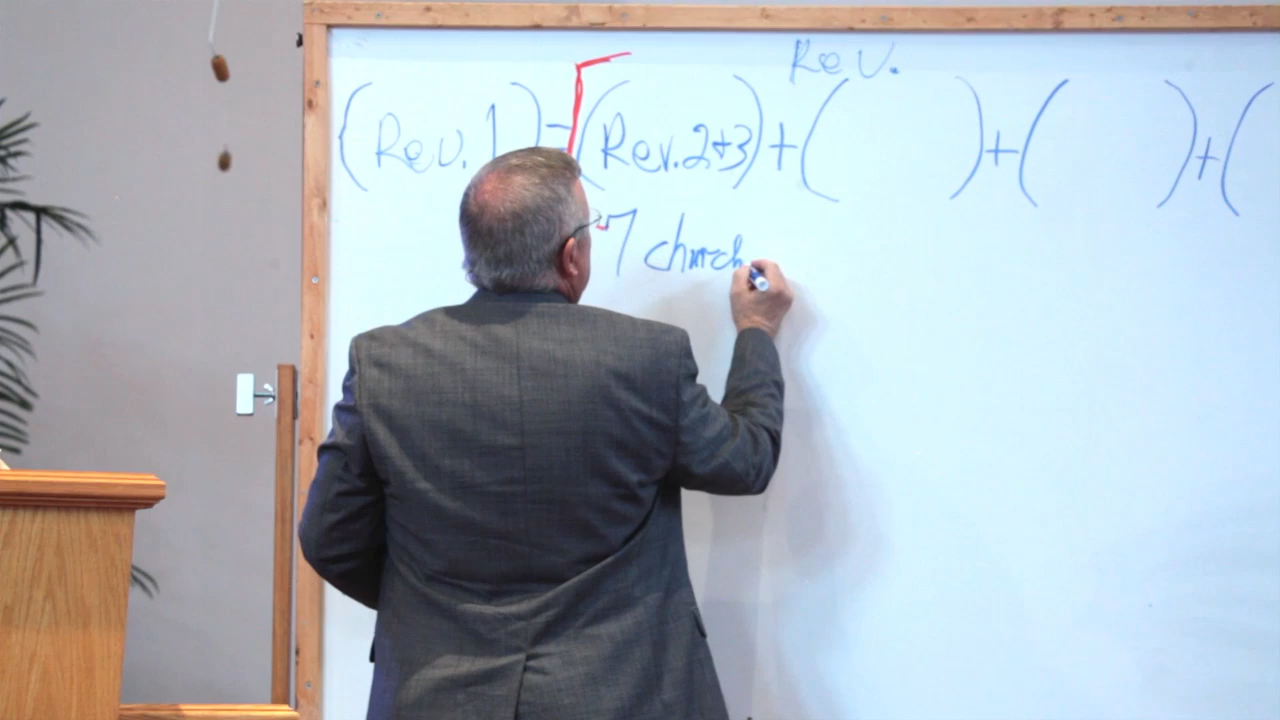 Rev.
(Rev. 1) = (Rev. 2+3) + ( ) + ( ) + (
7 church